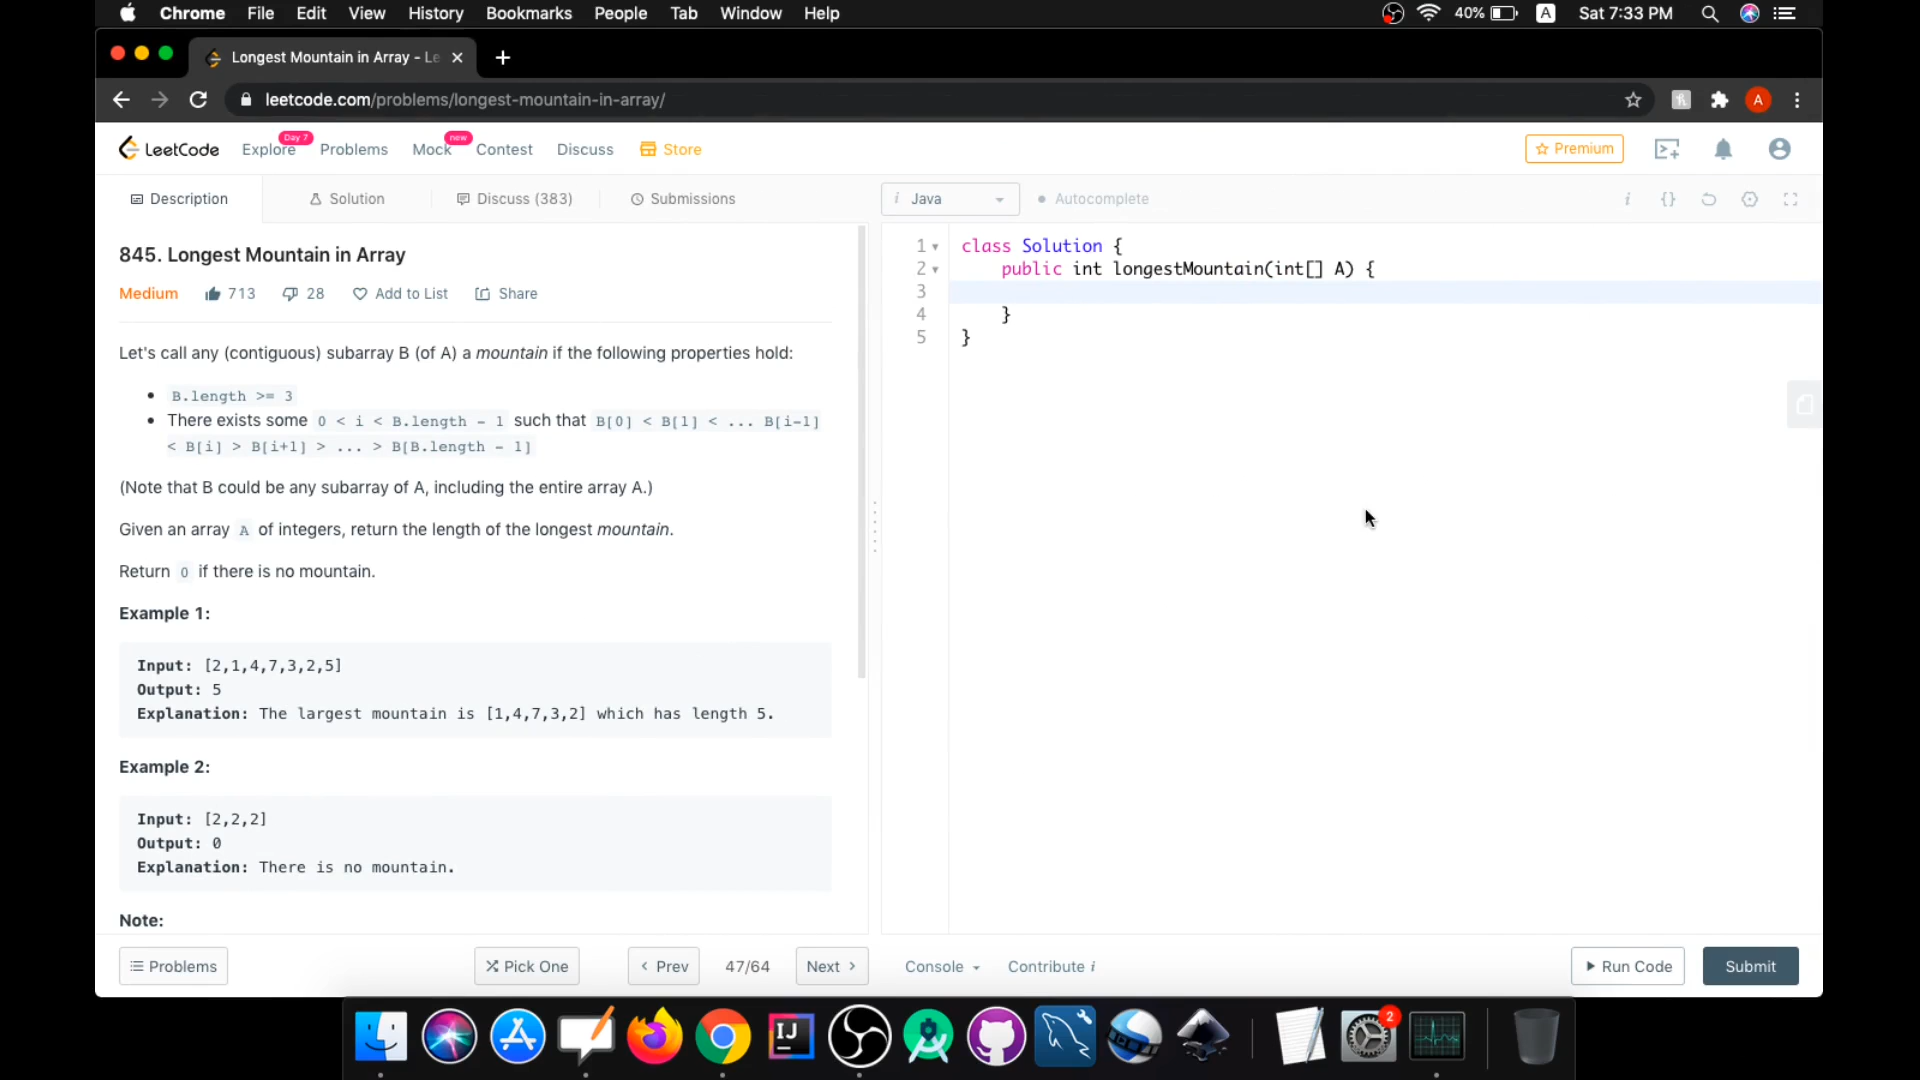 Chrome File Edit View History Bookmarks People Tab Window Help 40% A Sat 7:33 PM
Longest Mountain in Array - Le
leetcode.com/problems/longest-mountain-in-array/ A
LeetCode Explore Day 7 Problems Mock new Contest Discuss Store Premium
Description Solution Discuss (383) Submissions i Java Autocomplete i {}
845. Longest Mountain in Array
Medium 713 28 Add to List Share
Let's call any (contiguous) subarray B (of A) a mountain if the following properties hold:
• B.length >= 3
• There exists some 0 < i < B.length - 1 such that B[0] < B[1] < ... B[i-1]
< B[i] > B[i+1] > ... > B[B.length - 1]
(Note that B could be any subarray of A, including the entire array A.)
Given an array A of integers, return the length of the longest mountain.
Return 0 if there is no mountain.
Example 1:
Input: [2,1,4,7,3,2,5]
Output: 5
Explanation: The largest mountain is [1,4,7,3,2] which has length 5.
Example 2:
Input: [2,2,2]
Output: 0
Explanation: There is no mountain.
Note:
1 class Solution {
2 public int longestMountain(int[] A) {
3
4 }
5 }
Problems Pick One Prev 47/64 Next Console Contribute i Run Code Submit
IJ 2